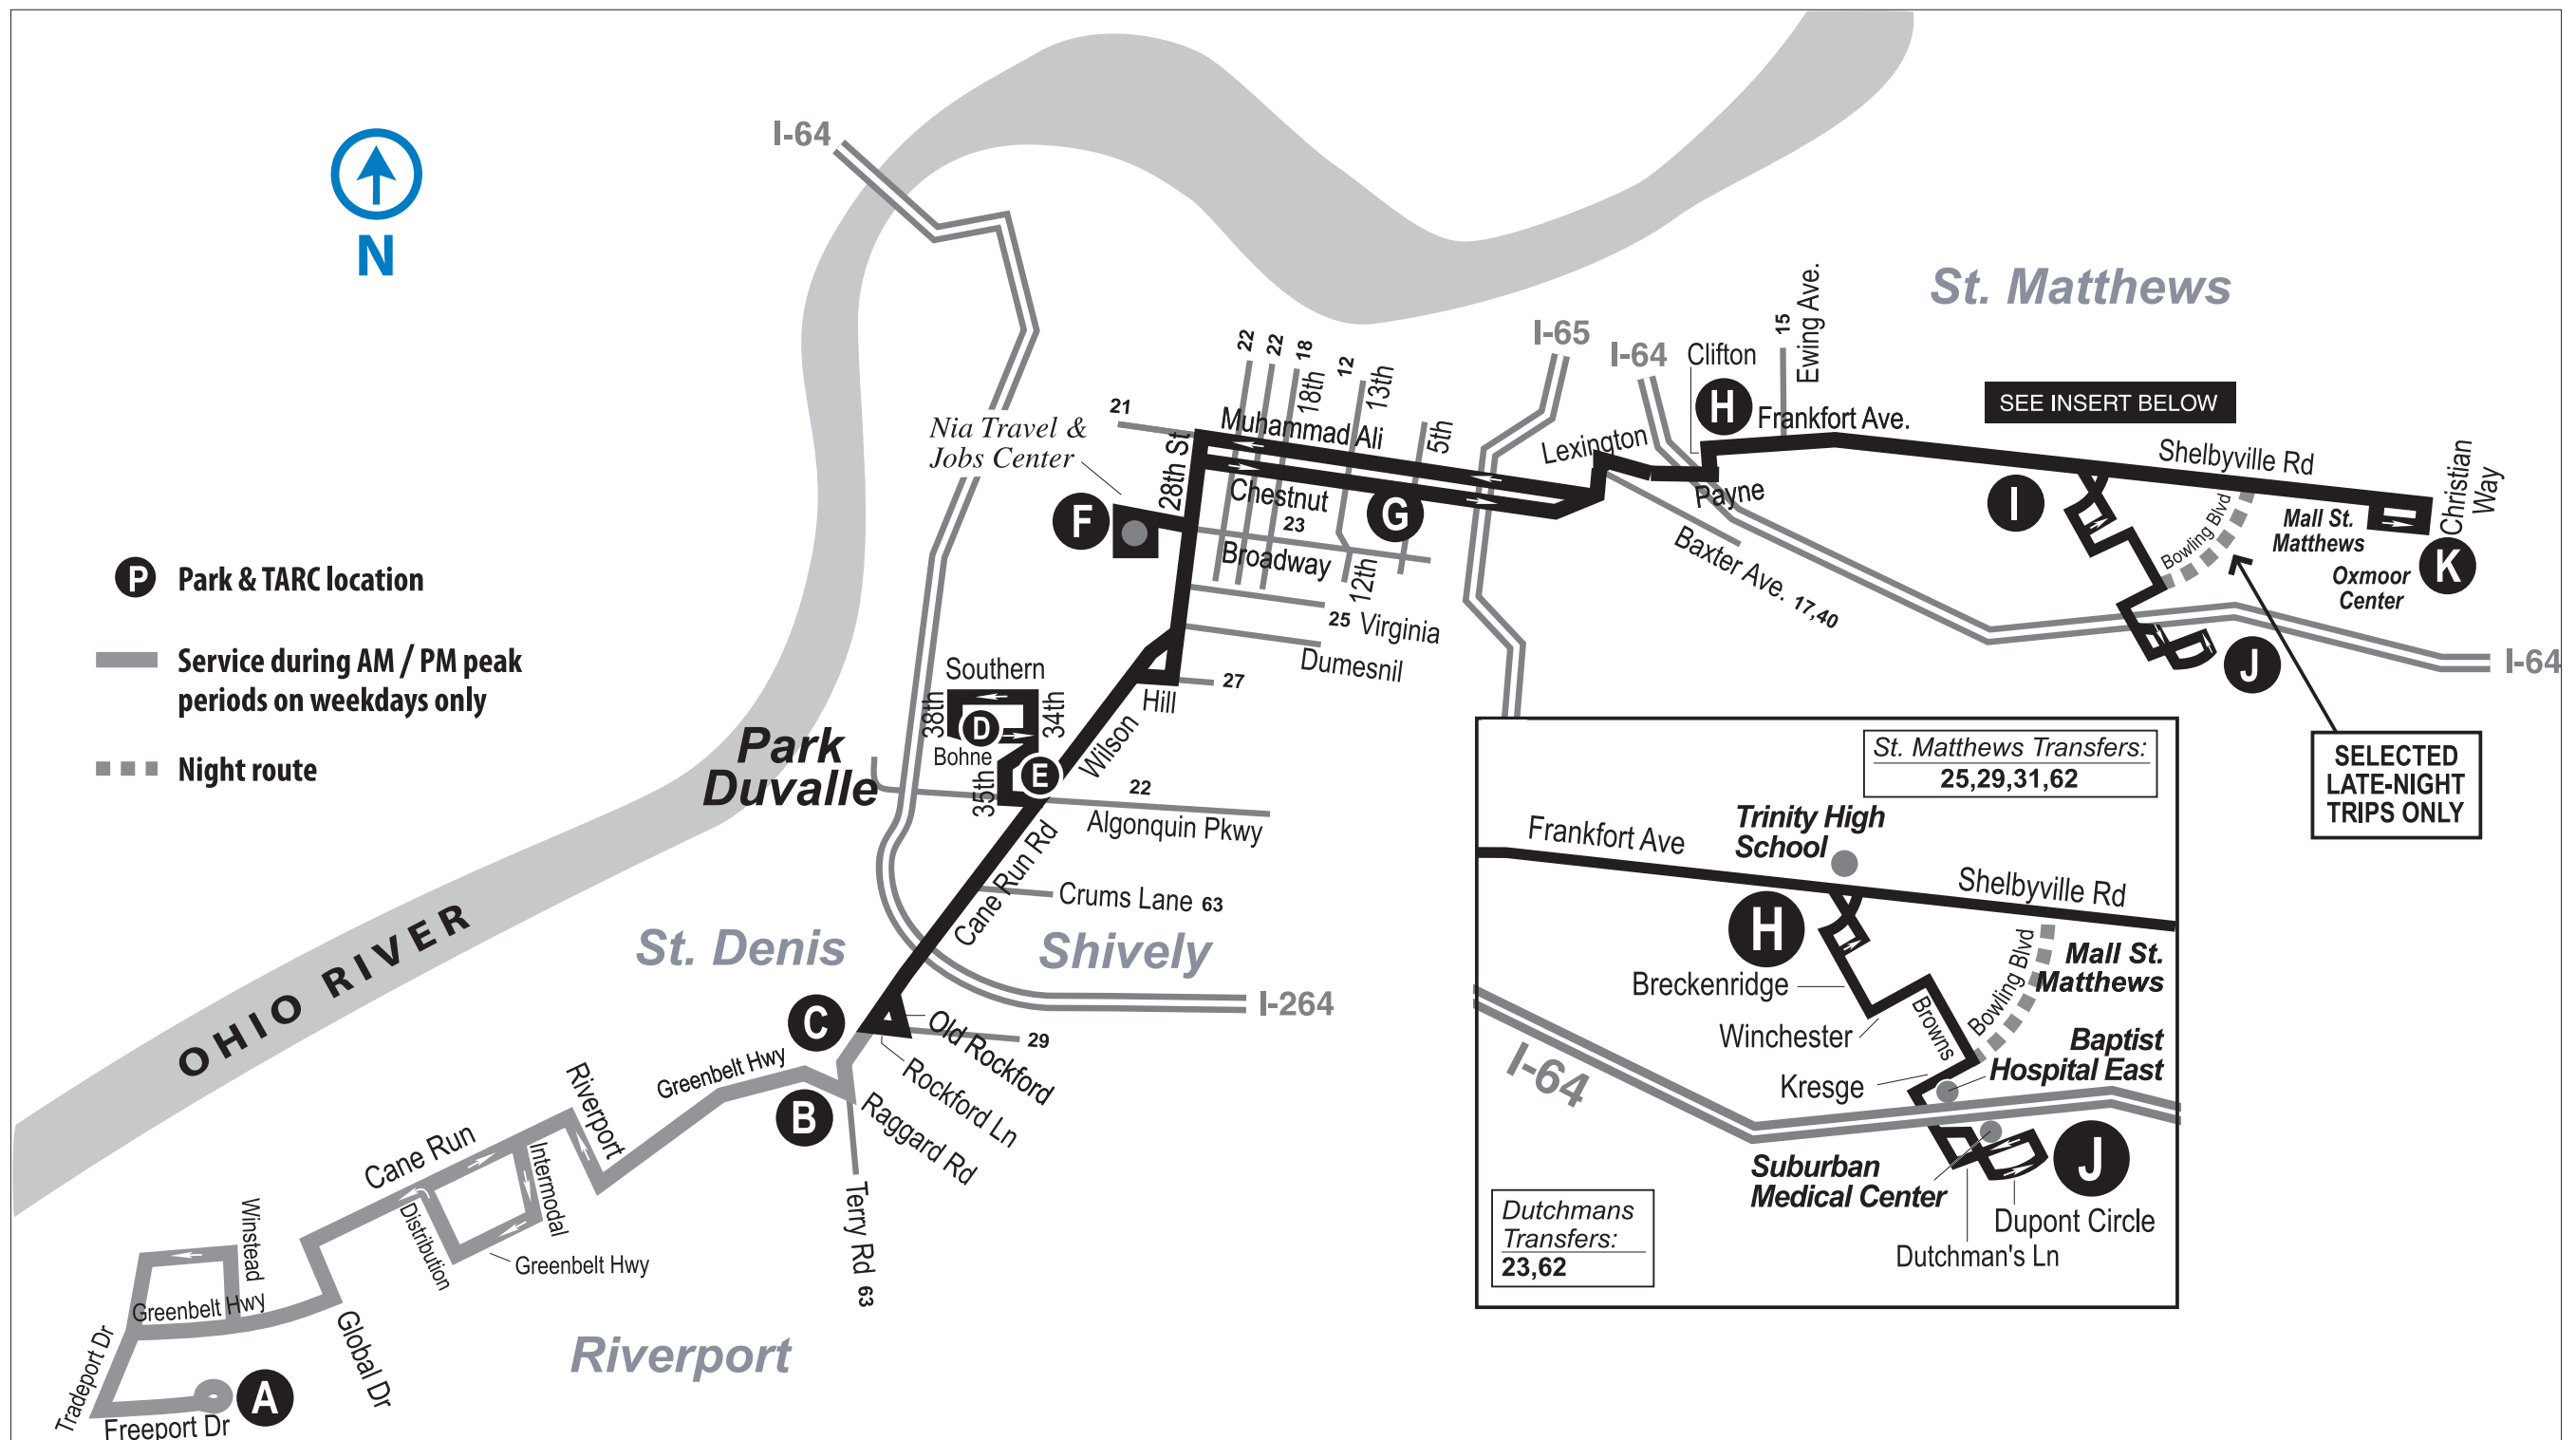 I-64
N
St. Matthews
Ewing Ave.
15
I-65
I-64
Clifton
22
22
18
18th
12
13th
5th
H
Frankfort Ave.
SEE INSERT BELOW
21
Nia Travel &
Jobs Center
Muhammad Ali
Lexington
Shelbyville Rd
Christian
Way
28th St
Chestnut
23
G
Payne
I
Bowling Blvd
Mall St.
Matthews
F
Broadway
12th
Baxter Ave. 17,40
Oxmoor
Center
K
P
Park & TARC location
25 Virginia
Dumesnil
J
I-64
Service during AM / PM peak
periods on weekdays only
Southern
38th
D
34th
Bohne
35th
E
Hill
27
Wilson
Park
Duvalle
Night route
22
Algonquin Pkwy
SELECTED
LATE-NIGHT
TRIPS ONLY
Cane Run Rd
Crums Lane 63
St. Denis
Shively
I-264
OHIO RIVER
C
Old Rockford
29
Rockford Ln
Greenbelt Hwy
B
Raggard Rd
Riverport
Cane Run
Intermodal
Distribution
Greenbelt Hwy
Terry Rd 63
Winstead
Greenbelt Hwy
Global Dr
Riverport
Tradeport Dr
A
Freeport Dr
St. Matthews Transfers:
25,29,31,62
Trinity High
School
Frankfort Ave
Shelbyville Rd
H
Breckenridge
Bowling Blvd
Mall St.
Matthews
Winchester
Browns
Baptist
Hospital East
Kresge
I-64
Suburban
Medical Center
J
Dutchmans
Transfers:
23,62
Dupont Circle
Dutchman's Ln